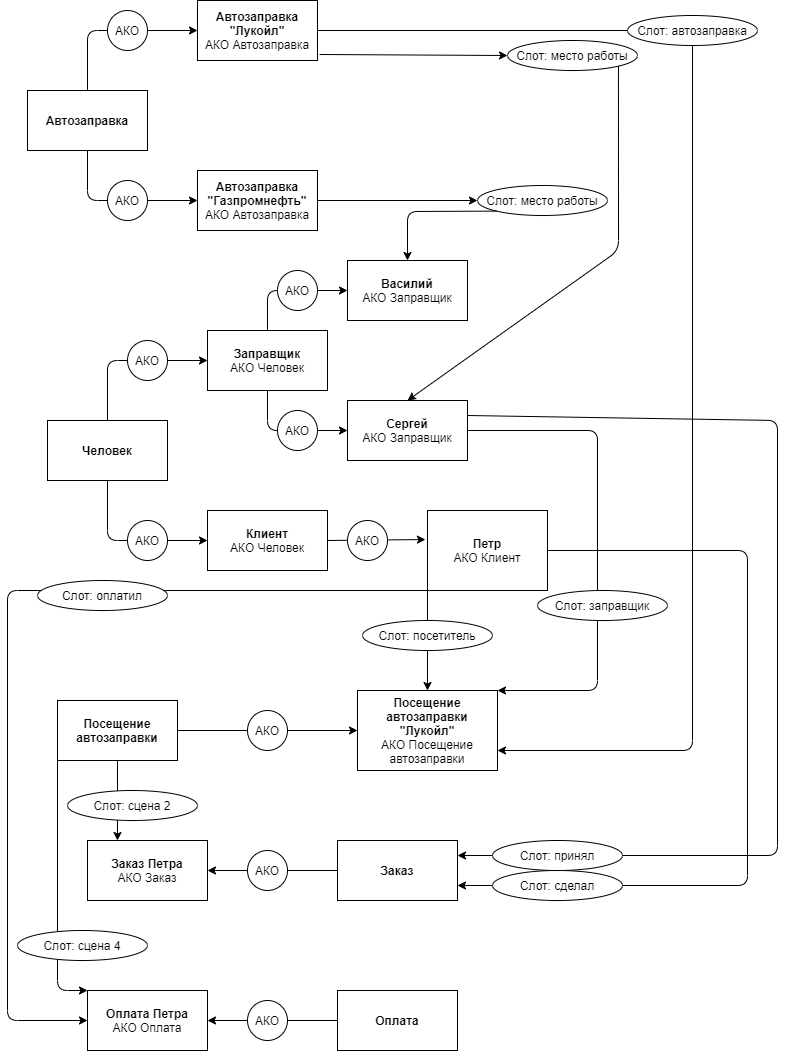 Автозаправка
"Лукойл"
АКО Автозаправка
АКО
Слот: автозаправка
Слот: место работы
Автозаправка
АКО
Автозаправка
"Газпромнефть"
АКО Автозаправка
Слот: место работы
АКО
Василий
АКО Заправщик
АКО
Заправщик
АКО Человек
АКО
Сергей
АКО Заправщик
Человек
АКО
Клиент
АКО Человек
АКО
Петр
АКО Клиент
Слот: оплатил
Слот: заправщик
Слот: посетитель
Посещение
автозаправки
АКО
Посещение
автозаправки
"Лукойл"
АКО Посещение
автозаправки
Слот: сцена 2
Заказ Петра
АКО Заказ
АКО
Заказ
Слот: принял
Слот: сделал
Слот: сцена 4
Оплата Петра
АКО Оплата
АКО
Оплата